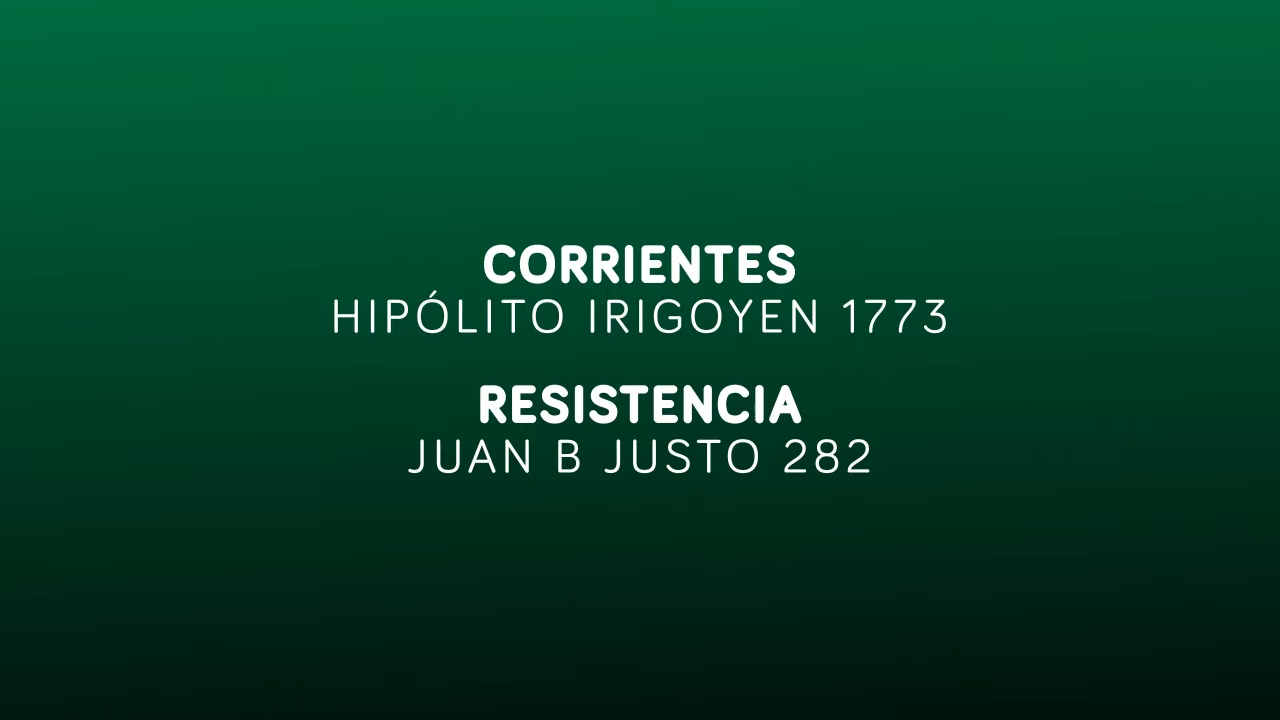 CORRIENTES
HIPÓLITO IRIGOYEN 1773
RESISTENCIA
JUAN B JUSTO 282